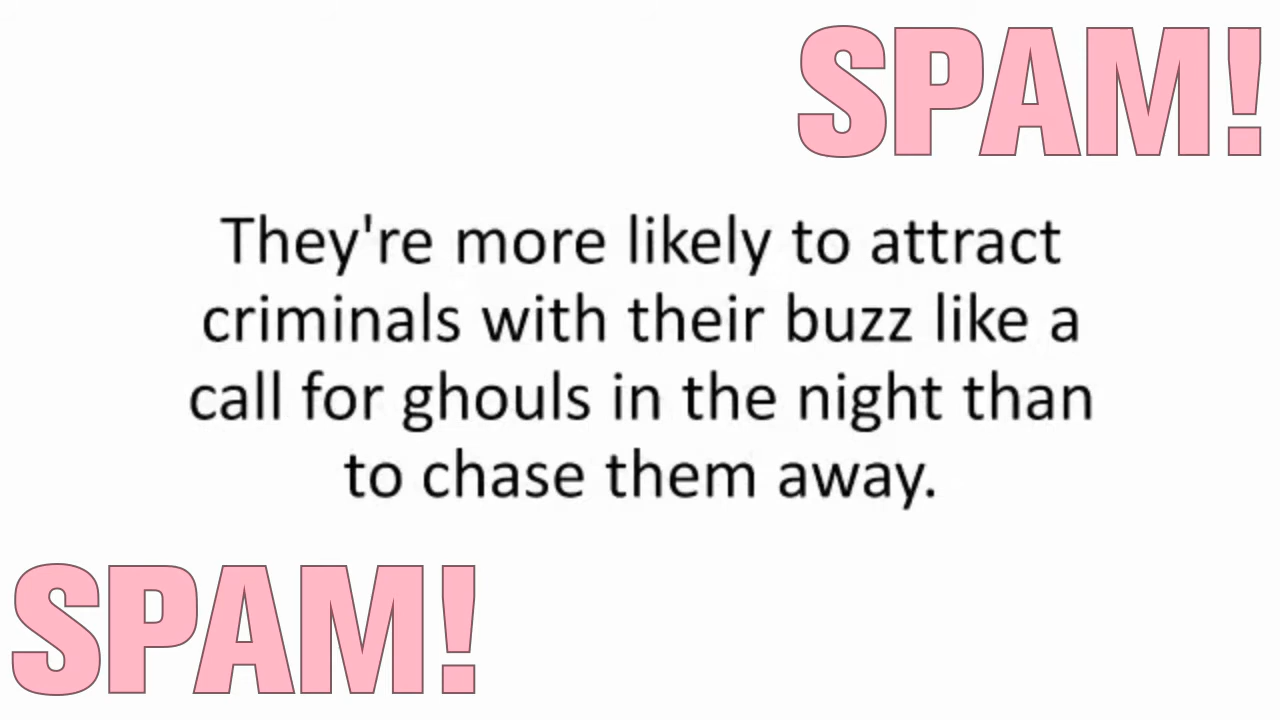 SPAM!
They're more likely to attract
criminals with their buzz like a
call for ghouls in the night than
to chase them away.
SPAM!